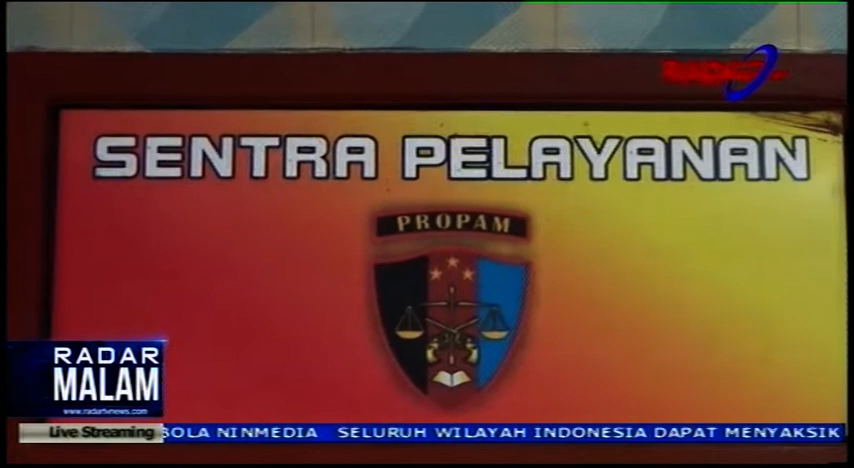 SENTRA PELAYANAN
PROPAM
RADAR
MALAM
www.radartvnews.com
Live Streaming
BOLA NINMEDIA SELURUH WILAYAH INDONESIA DAPAT MENYAKSIK